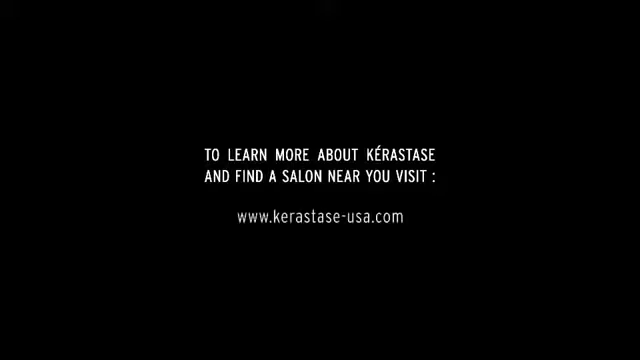 TO LEARN MORE ABOUT KÉRASTASE
AND FIND A SALON NEAR YOU VISIT :
www.kerastase-usa.com